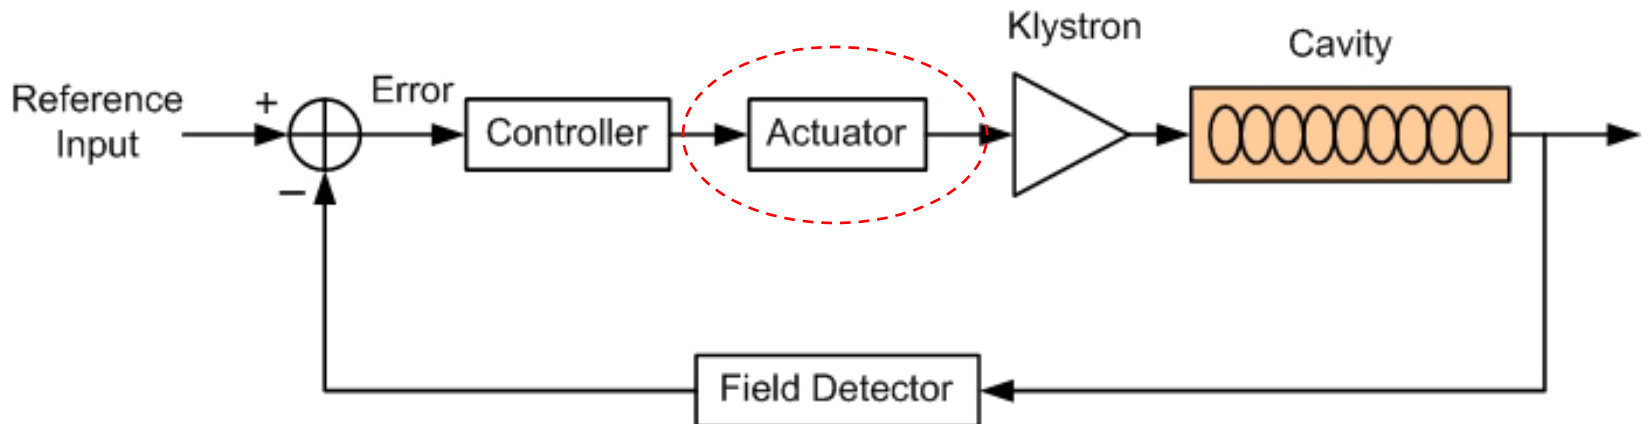 Klystron
Cavity
Reference
Input
+
Error
Controller
Actuator
−
Field Detector